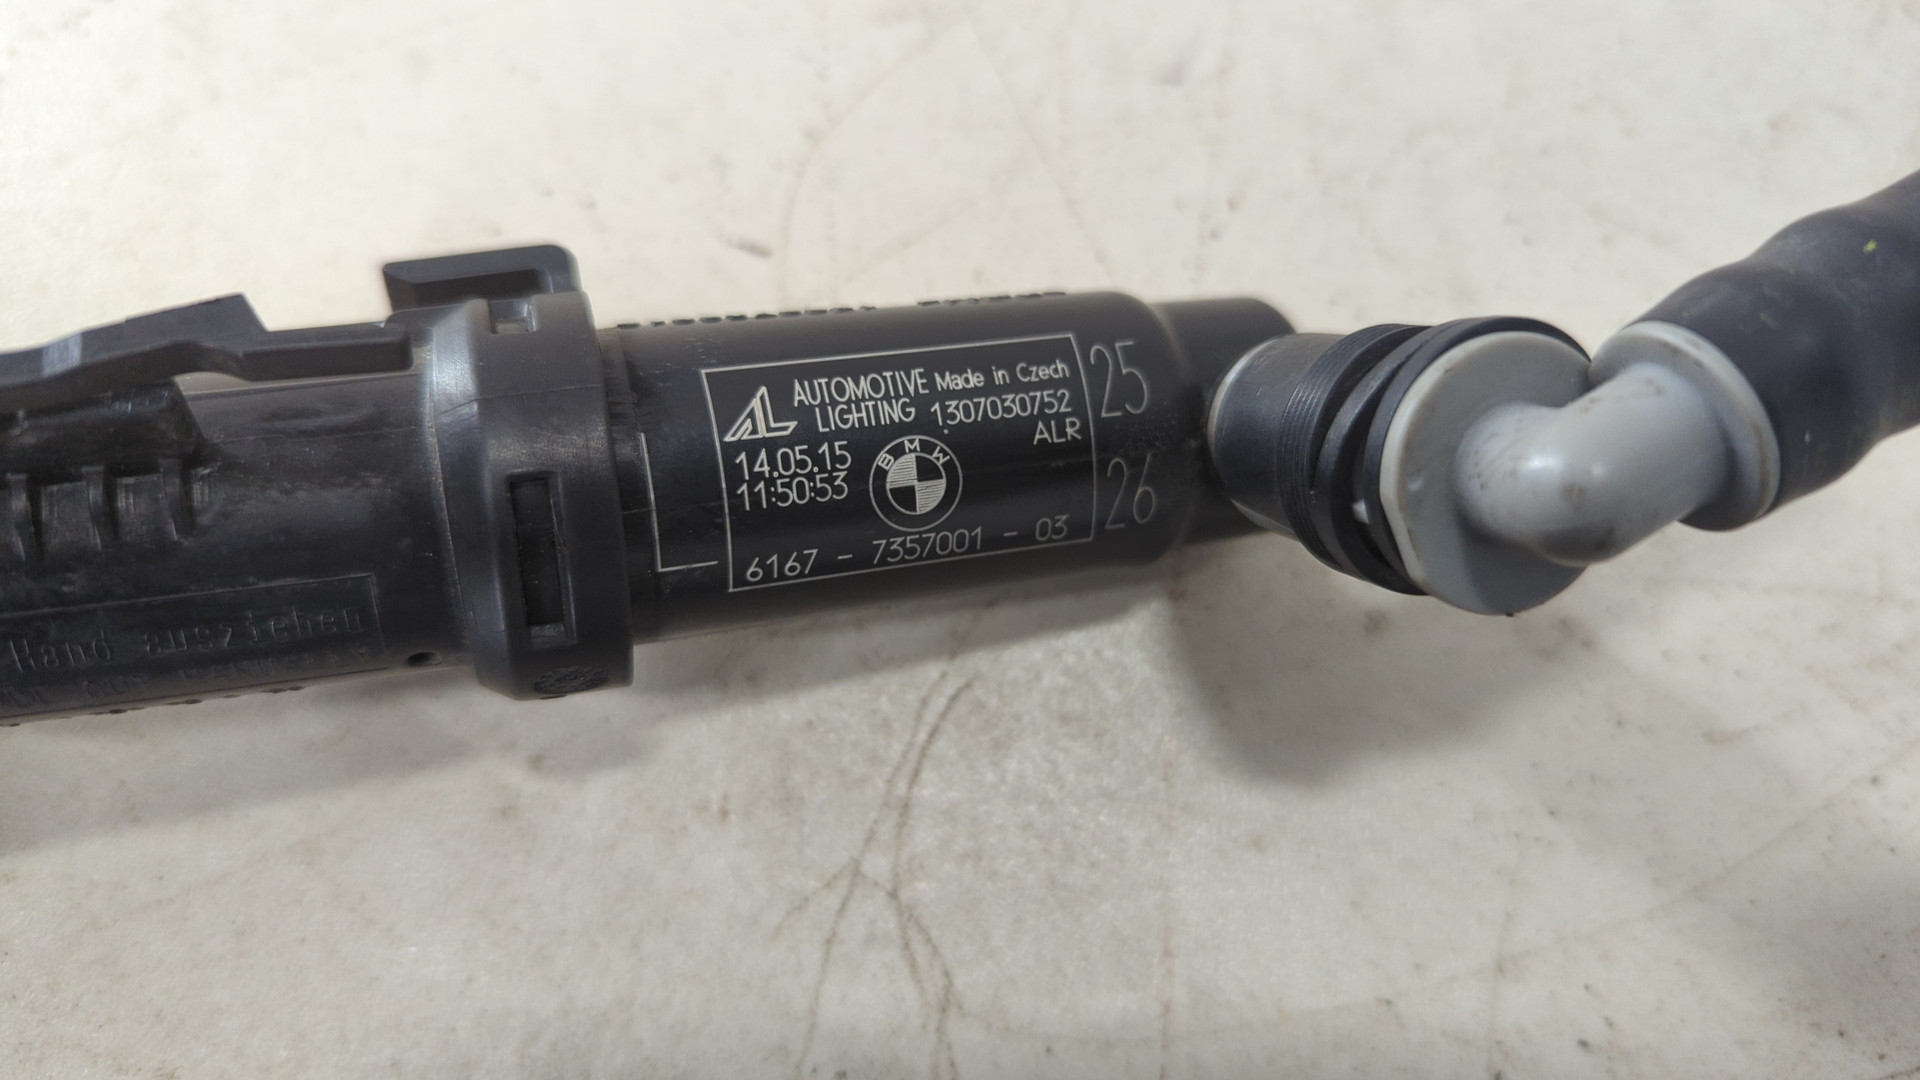 AL AUTOMOTIVE Made in Czech
LIGHTING 1307030752
ALR
14.05.15
11:50:53
BMW
6167 - 7357001 - 03
25
26
Hand ausziehen